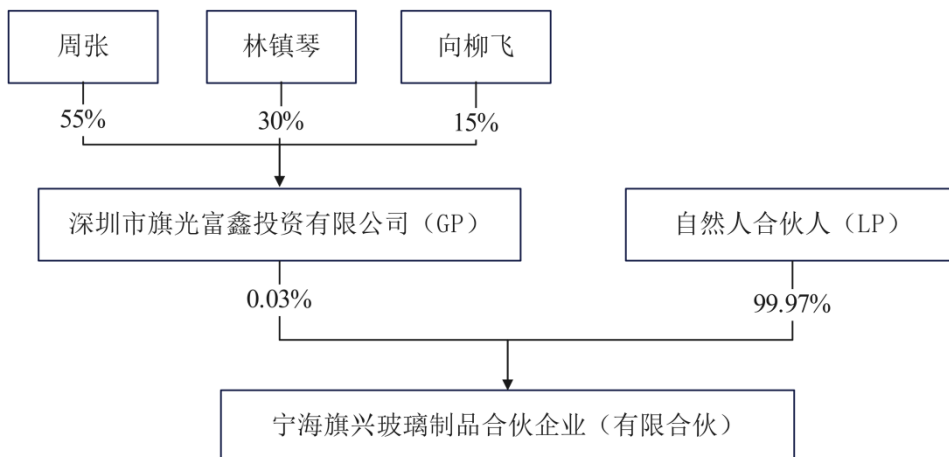 周张
林镇琴
向柳飞
55%
30%
15%
深圳市旗光富鑫投资有限公司（GP）
自然人合伙人（LP）
0.03%
99.97%
宁海旗兴玻璃制品合伙企业（有限合伙）